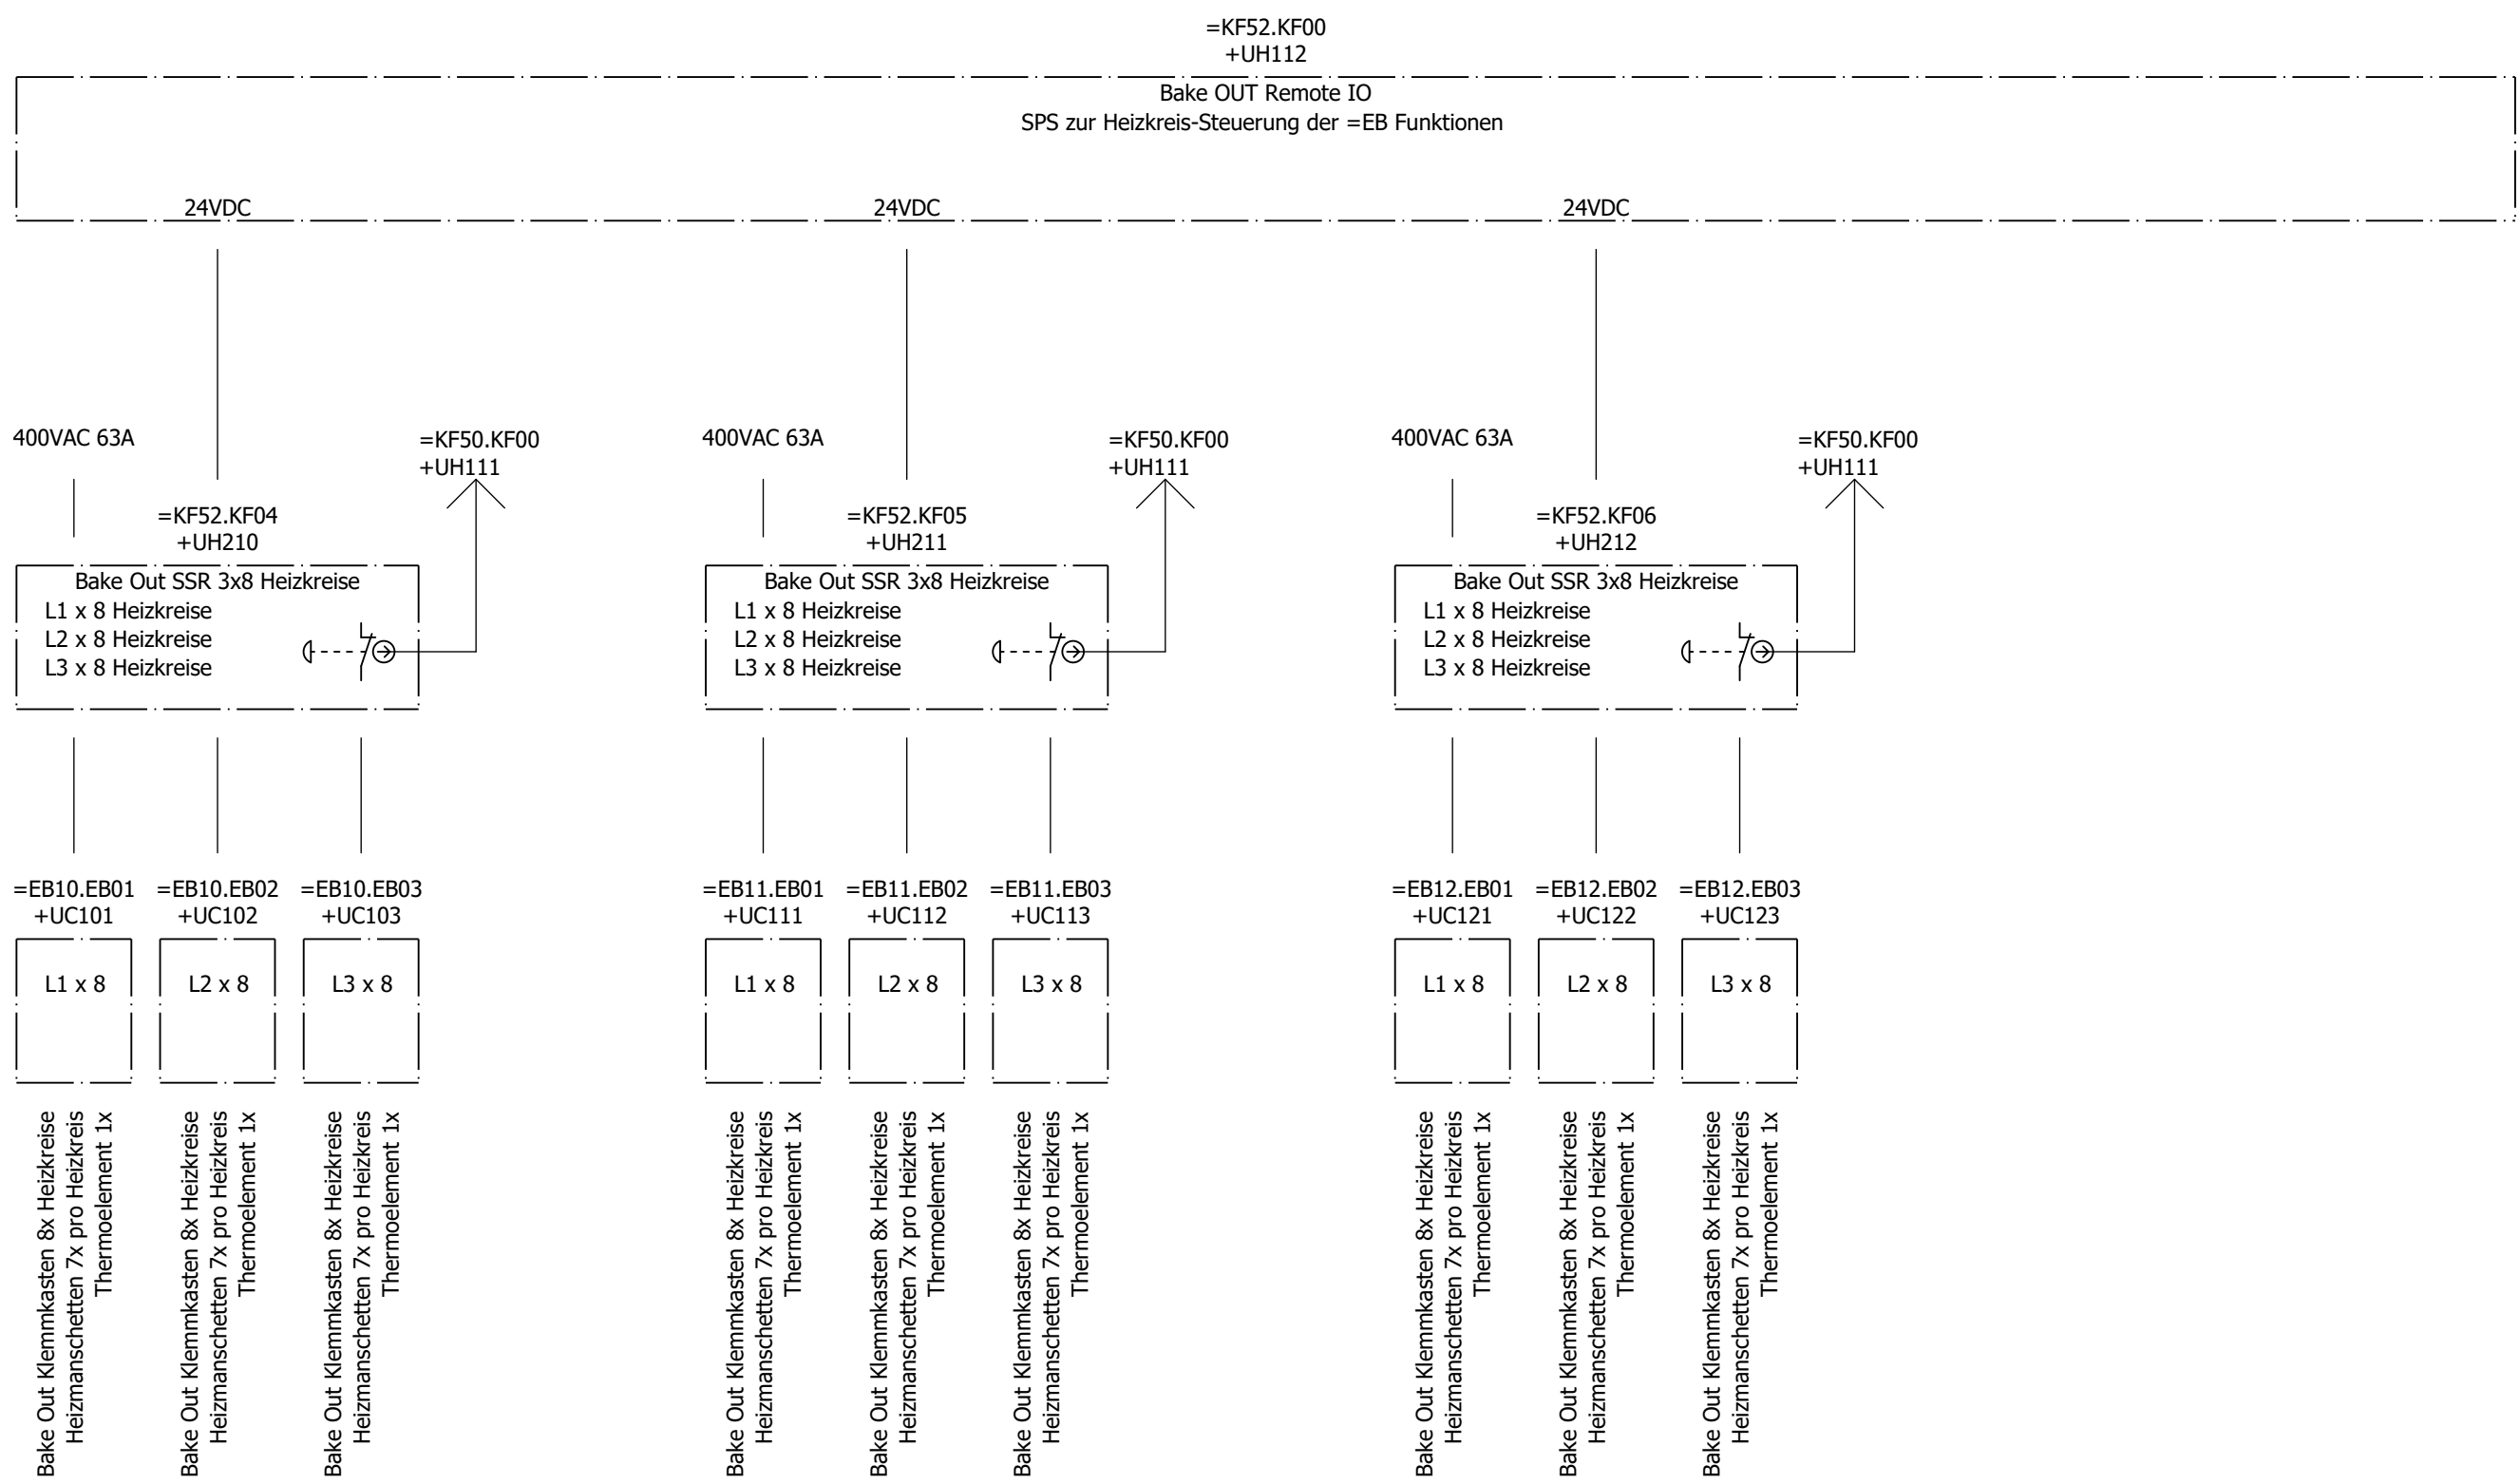 =KF52.KF00
+UH112
Bake OUT Remote IO
SPS zur Heizkreis-Steuerung der =EB Funktionen
24VDC
24VDC
24VDC
400VAC 63A
=KF50.KF00
+UH111
=KF52.KF04
+UH210
Bake Out SSR 3x8 Heizkreise
L1 x 8 Heizkreise
L2 x 8 Heizkreise
L3 x 8 Heizkreise
400VAC 63A
=KF50.KF00
+UH111
=KF52.KF05
+UH211
Bake Out SSR 3x8 Heizkreise
L1 x 8 Heizkreise
L2 x 8 Heizkreise
L3 x 8 Heizkreise
400VAC 63A
=KF50.KF00
+UH111
=KF52.KF06
+UH212
Bake Out SSR 3x8 Heizkreise
L1 x 8 Heizkreise
L2 x 8 Heizkreise
L3 x 8 Heizkreise
=EB10.EB01
+UC101
L1 x 8
Bake Out Klemmkasten 8x Heizkreise
Heizmanschetten 7x pro Heizkreis
Thermoelement 1x
=EB10.EB02
+UC102
L2 x 8
Bake Out Klemmkasten 8x Heizkreise
Heizmanschetten 7x pro Heizkreis
Thermoelement 1x
=EB10.EB03
+UC103
L3 x 8
Bake Out Klemmkasten 8x Heizkreise
Heizmanschetten 7x pro Heizkreis
Thermoelement 1x
=EB11.EB01
+UC111
L1 x 8
Bake Out Klemmkasten 8x Heizkreise
Heizmanschetten 7x pro Heizkreis
Thermoelement 1x
=EB11.EB02
+UC112
L2 x 8
Bake Out Klemmkasten 8x Heizkreise
Heizmanschetten 7x pro Heizkreis
Thermoelement 1x
=EB11.EB03
+UC113
L3 x 8
Bake Out Klemmkasten 8x Heizkreise
Heizmanschetten 7x pro Heizkreis
Thermoelement 1x
=EB12.EB01
+UC121
L1 x 8
Bake Out Klemmkasten 8x Heizkreise
Heizmanschetten 7x pro Heizkreis
Thermoelement 1x
=EB12.EB02
+UC122
L2 x 8
Bake Out Klemmkasten 8x Heizkreise
Heizmanschetten 7x pro Heizkreis
Thermoelement 1x
=EB12.EB03
+UC123
L3 x 8
Bake Out Klemmkasten 8x Heizkreise
Heizmanschetten 7x pro Heizkreis
Thermoelement 1x